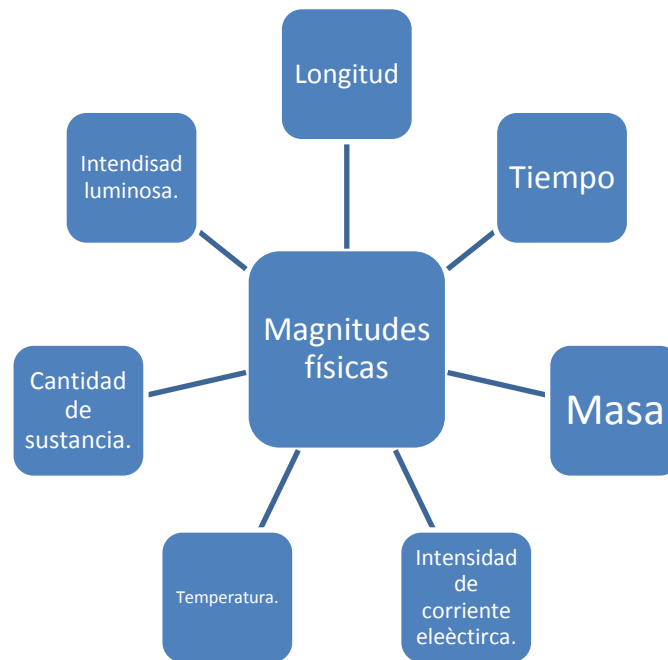 Longitud
Tiempo
Masa
Intensidad
de
corriente
eleèctirca.
Temperatura.
Cantidad
de
sustancia.
Intendisad
luminosa.
Magnitudes
físicas